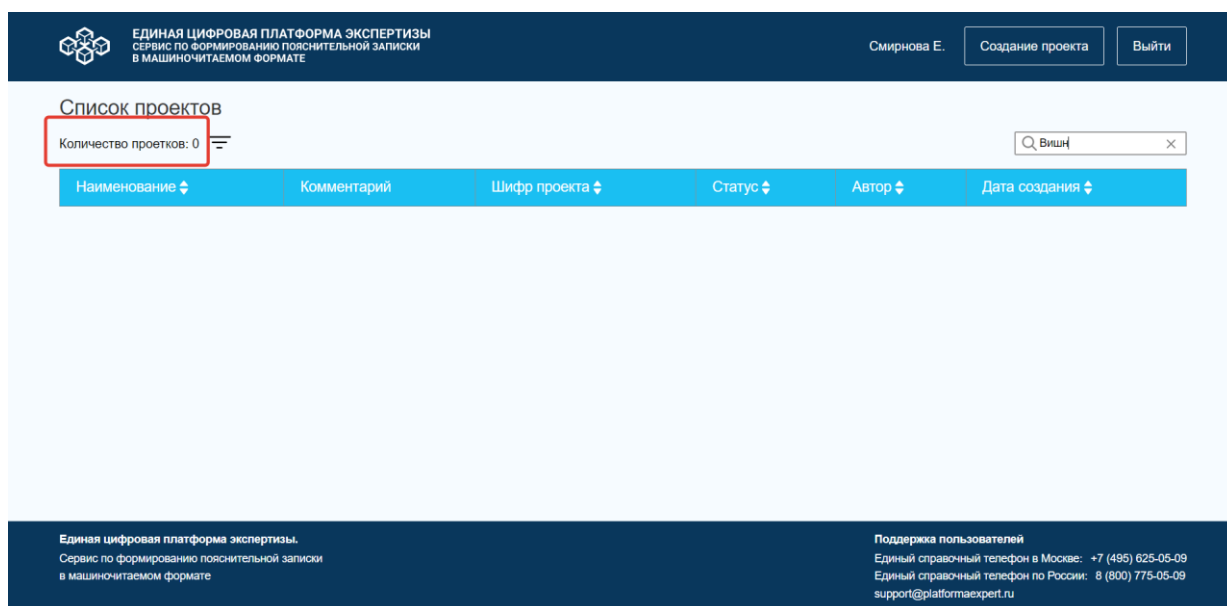 ЕДИНАЯ ЦИФРОВАЯ ПЛАТФОРМА ЭКСПЕРТИЗЫ
СЕРВИС ПО ФОРМИРОВАНИЮ ПОЯСНИТЕЛЬНОЙ ЗАПИСКИ
В МАШИНОЧИТАЕМОМ ФОРМАТЕ
Смирнова Е. Создание проекта Выйти
Список проектов
Количество проетков: 0 Вишн
Наименование Комментарий Шифр проекта Статус Автор Дата создания
Единая цифровая платформа экспертизы.
Сервис по формированию пояснительной записки
в машиночитаемом формате
Поддержка пользователей
Единый справочный телефон в Москве: +7 (495) 625-05-09
Единый справочный телефон по России: 8 (800) 775-05-09
support@platformaexpert.ru